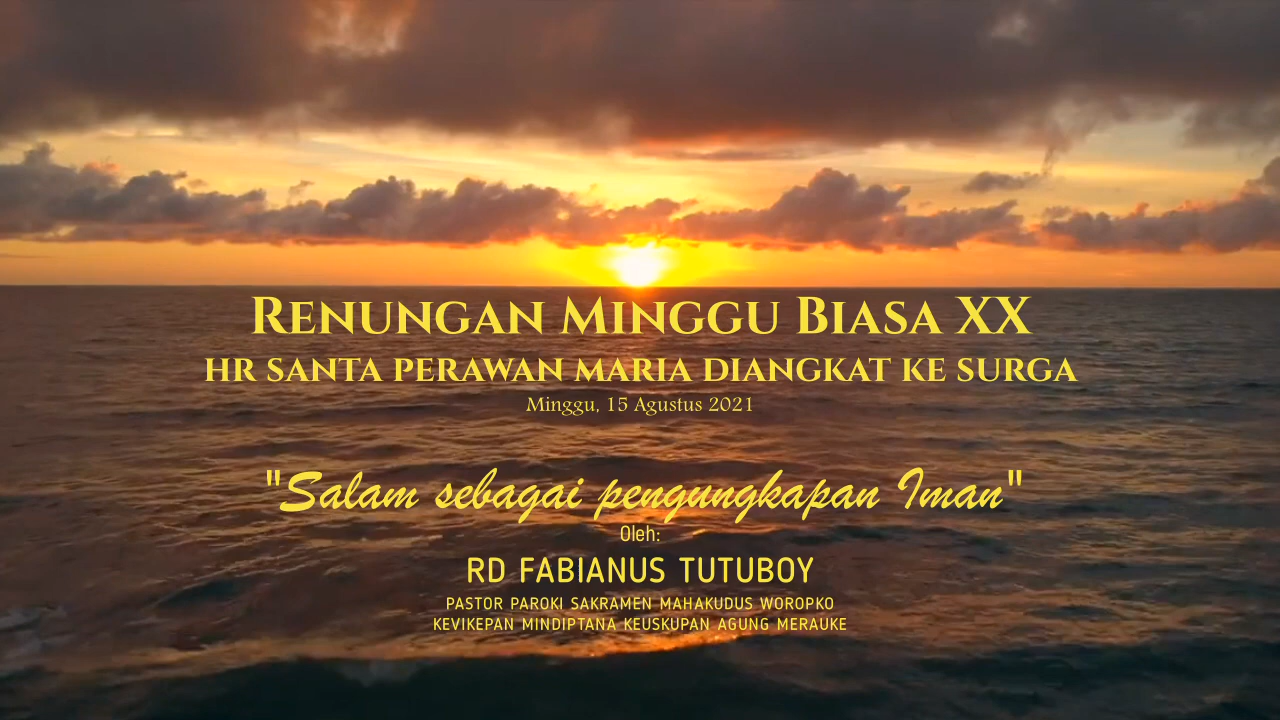 Renungan Minggu Biasa XX
HR SANTA PERAWAN MARIA DIANGKAT KE SURGA
Minggu, 15 Agustus 2021
"Salam sebagai pengungkapan Iman"
Oleh:
RD FABIANUS TUTUBOY
PASTOR PAROKI SAKRAMEN MAHAKUDUS WOROPKO
KEVIKEPAN MINDIPTANA KEUSKUPAN AGUNG MERAUKE